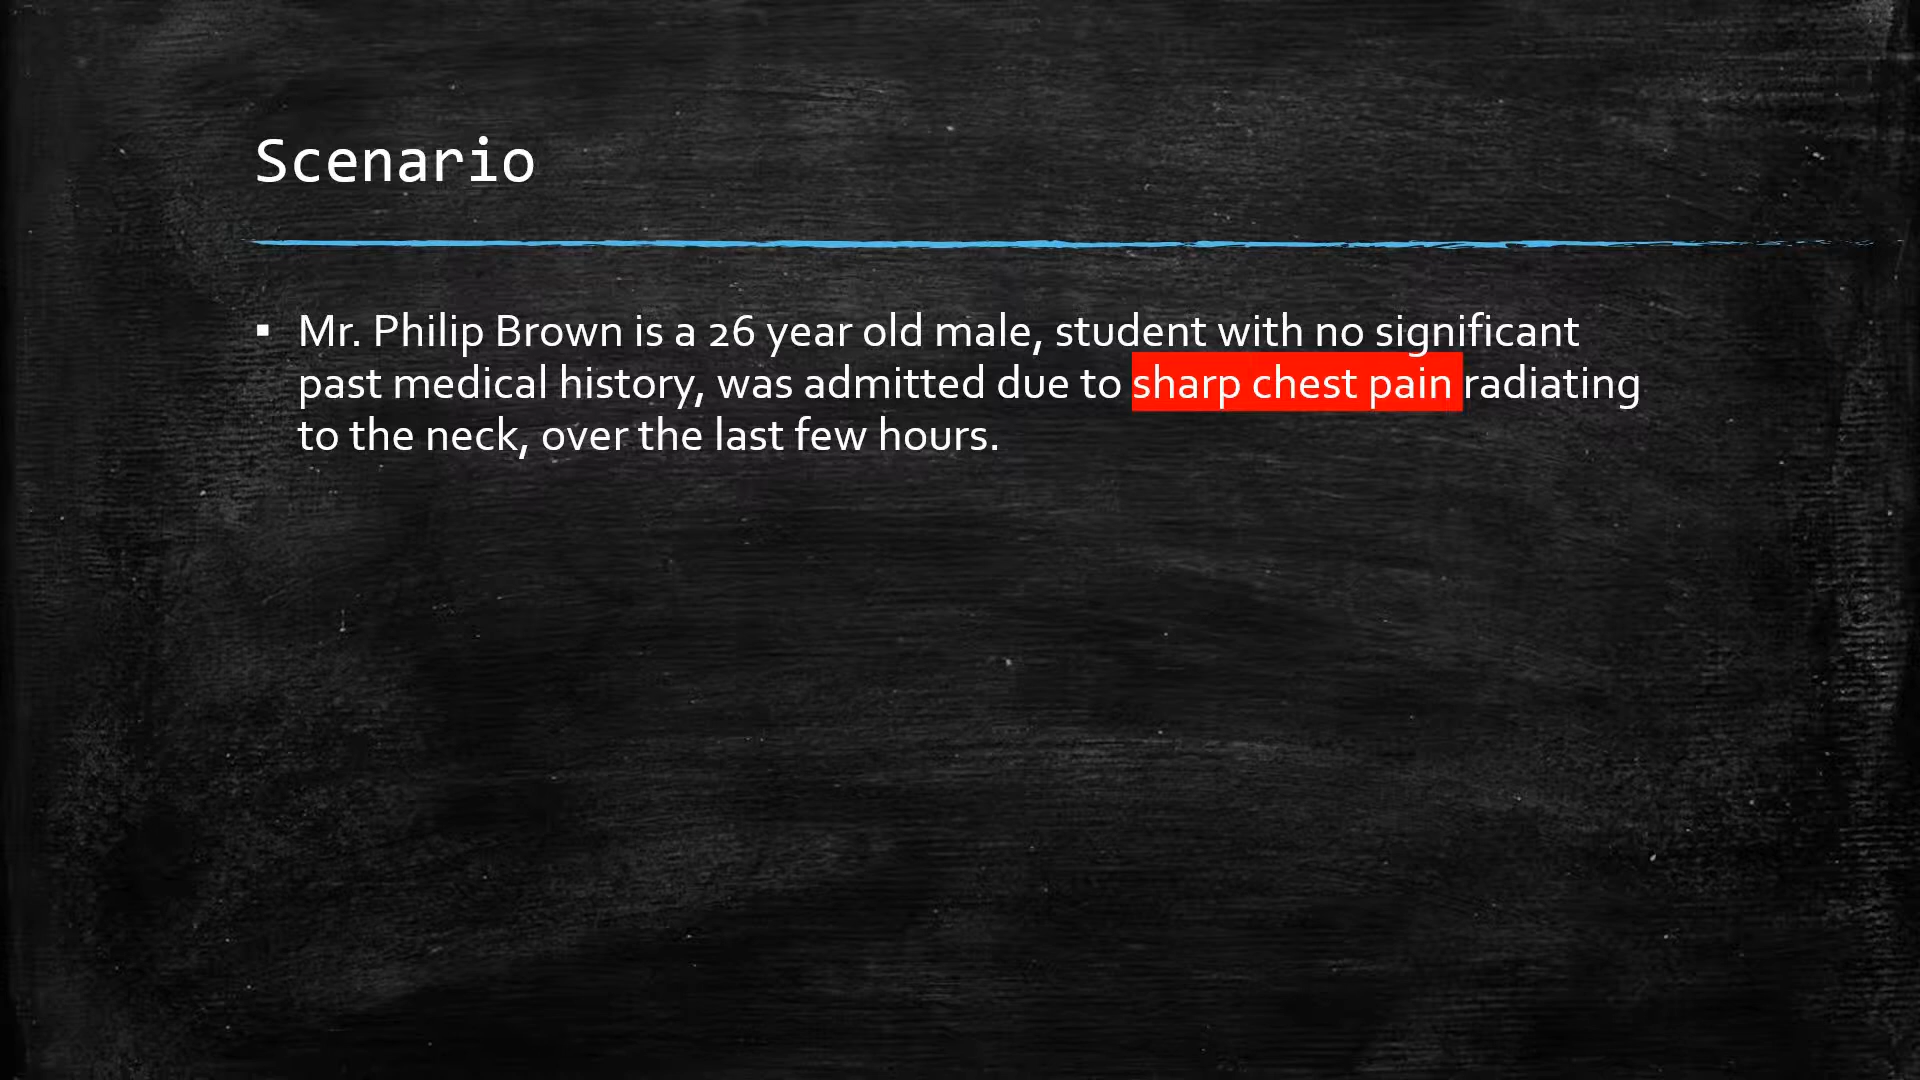 Scenario
▪ Mr. Philip Brown is a 26 year old male, student with no significant
past medical history, was admitted due to sharp chest pain radiating
to the neck, over the last few hours.